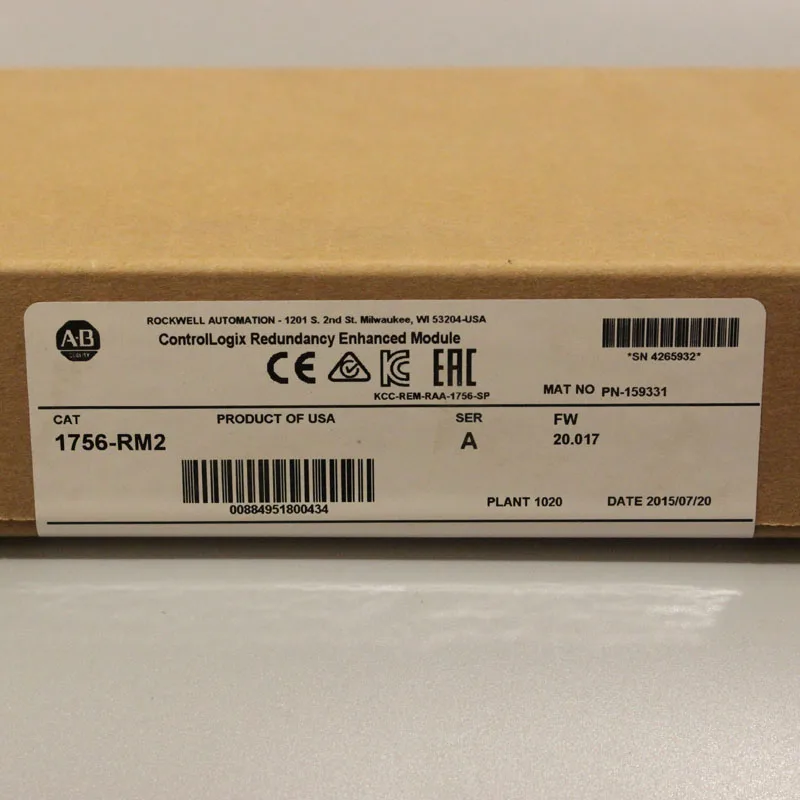 ROCKWELL AUTOMATION - 1201 S. 2nd St. Milwaukee, WI 53204-USA
A-B
QUALITY
ControlLogix Redundancy Enhanced Module
*SN 4265932*
CE KC EAC
KCC-REM-RAA-1756-SP
MAT NO PN-159331
CAT
PRODUCT OF USA
SER
FW
1756-RM2
A
20.017
00884951800434
PLANT 1020
DATE 2015/07/20